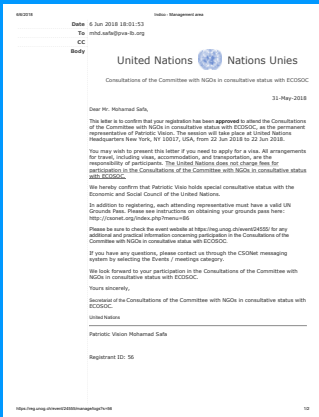 6/6/2018
Indico - Management area
Date 6 Jun 2018 18:01:53
To mhd.safa@pva-lb.org
CC
Body
United Nations Nations Unies
Consultations of the Committee with NGOs in consultative status with ECOSOC
31-May-2018
Dear Mr. Mohamad Safa,
This letter is to confirm that your registration has been approved to attend the Consultations
of the Committee with NGOs in consultative status with ECOSOC, as the permanent
representative of Patriotic Vision. The session will take place at United Nations
Headquarters New York, NY 10017, USA, from 22 Jun 2018 to 22 Jun 2018.
You may wish to present this letter if you need to apply for a visa. All arrangements
for travel, including visas, accommodation, and transportation, are the
responsibility of participants. The United Nations does not charge fees for
participation in the Consultations of the Committee with NGOs in consultative status
with ECOSOC.
We hereby confirm that Patriotic Visio holds special consultative status with the
Economic and Social Council of the United Nations.
In addition to registering, each attending representative must have a valid UN
Grounds Pass. Please see instructions on obtaining your grounds pass here:
http://csonet.org/index.php?menu=86
Please be sure to check the event website at https://reg.unog.ch/event/24555/ for any
additional and practical information concerning participation in the Consultations of the
Committee with NGOs in consultative status with ECOSOC.
If you have any questions, please contact us through the CSONet messaging
system by selecting the Events / meetings category.
We look forward to your participation in the Consultations of the Committee with
NGOs in consultative status with ECOSOC.
Yours sincerely,
Secretariat of the Consultations of the Committee with NGOs in consultative status with
ECOSOC.
United Nations
Patriotic Vision Mohamad Safa
Registrant ID: 56
https://reg.unog.ch/event/24555/manage/logs?s=56
1/2